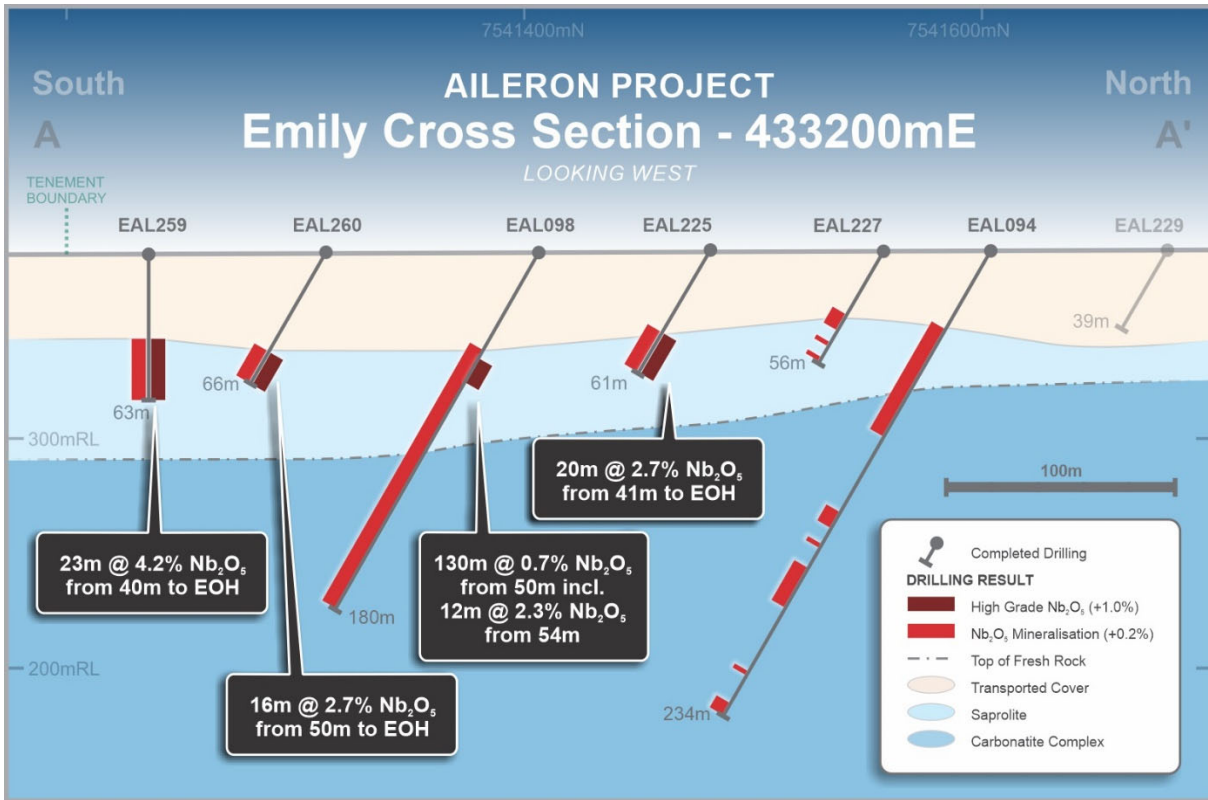 7541400mN
7541600mN
South
North
AILERON PROJECT
A
Emily Cross Section - 433200mE
A'
LOOKING WEST
TENEMENT
BOUNDARY
EAL259
EAL260
EAL098
EAL225
EAL227
EAL094
EAL229
39m
56m
66m
61m
63m
300mRL
20m @ 2.7% Nb₂O₅
from 41m to EOH
100m
23m @ 4.2% Nb₂O₅
from 40m to EOH
130m @ 0.7% Nb₂O₅
from 50m incl.
12m @ 2.3% Nb₂O₅
from 54m
180m
200mRL
16m @ 2.7% Nb₂O₅
from 50m to EOH
234m
Completed Drilling
DRILLING RESULT
High Grade Nb₂O₅ (+1.0%)
Nb₂O₅ Mineralisation (+0.2%)
Top of Fresh Rock
Transported Cover
Saprolite
Carbonatite Complex